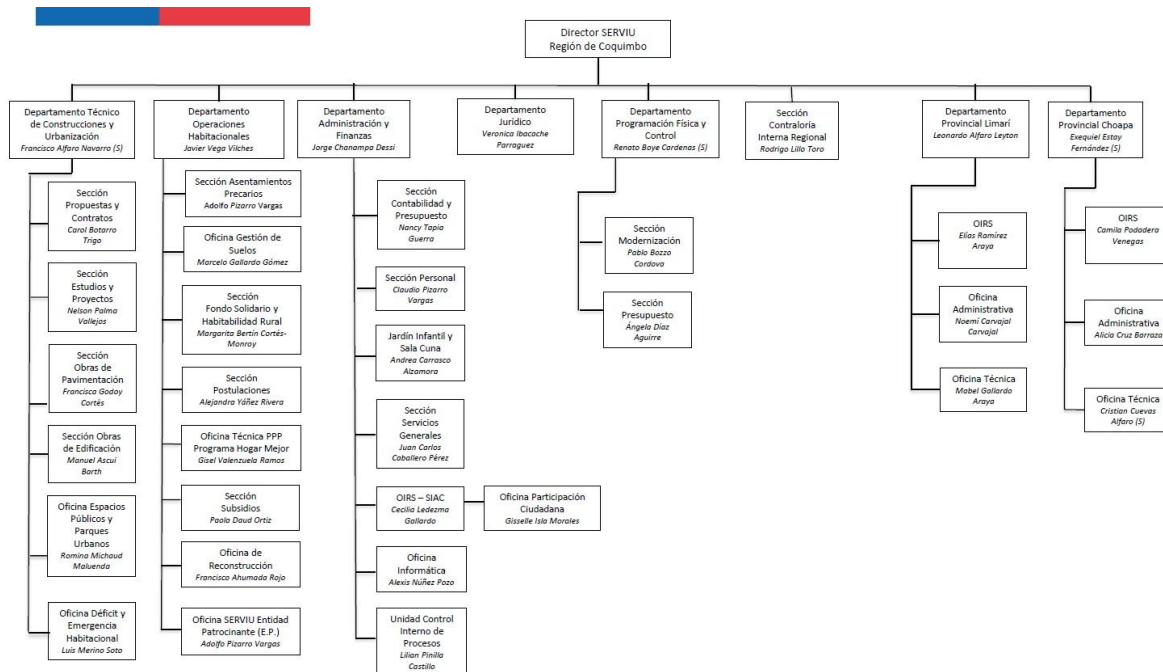 Director SERVIU
Región de Coquimbo
Departamento Técnico
de Construcciones y
Urbanización
Francisco Alfaro Navarro (S)
Departamento
Operaciones
Habitacionales
Javier Vega Vilches
Departamento
Administración y
Finanzas
Jorge Chanampa Dessi
Departamento
Jurídico
Veronica Ibacache
Parraguez
Departamento
Programación Física y
Control
Renato Boye Cardenas (S)
Sección
Contraloría
Interna Regional
Rodrigo Lillo Toro
Departamento
Provincial Limarí
Leonardo Alfaro Leyton
Departamento
Provincial Choapa
Exequiel Estay
Fernández (S)
Sección
Propuestas y
Contratos
Carol Botarro
Trigo
Sección
Estudios y
Proyectos
Nelson Palma
Vallejos
Sección
Obras de
Pavimentación
Francisca Godoy
Cortés
Sección Obras
de Edificación
Manuel Ascui
Barth
Oficina Espacios
Públicos y
Parques
Urbanos
Romina Michaud
Maluenda
Oficina Déficit y
Emergencia
Habitacional
Luis Merino Soto
Sección Asentamientos
Precarios
Adolfo Pizarro Vargas
Oficina Gestión de
Suelos
Marcelo Gallardo Gómez
Sección
Fondo Solidario y
Habitabilidad Rural
Margarita Bertín Cortés-
Monroy
Sección
Postulaciones
Alejandra Yáñez Rivera
Oficina Técnica PPP
Programa Hogar Mejor
Gisel Valenzuela Ramos
Sección
Subsidios
Paola Daud Ortiz
Oficina de
Reconstrucción
Francisco Ahumada Rojo
Oficina SERVIU Entidad
Patrocinante (E.P.)
Adolfo Pizarro Vargas
Sección
Contabilidad y
Presupuesto
Nancy Tapia
Guerra
Sección Personal
Claudio Pizarro
Vargas
Jardín Infantil y
Sala Cuna
Andrea Carrasco
Alzamora
Sección
Servicios
Generales
Juan Carlos
Caballero Pérez
OIRS – SIAC
Cecilia Ledezma
Gallardo
Oficina Participación
Ciudadana
Gisselle Isla Morales
Oficina
Informática
Alexis Núñez Pozo
Unidad Control
Interno de
Procesos
Lilian Pinilla
Castillo
Sección
Modernización
Pablo Bozzo
Cordova
Sección
Presupuesto
Ángela Díaz
Aguirre
OIRS
Elías Ramírez
Araya
Oficina
Administrativa
Noemí Carvajal
Carvajal
Oficina Técnica
Mabel Gallardo
Araya
OIRS
Camila Podadera
Venegas
Oficina
Administrativa
Alicia Cruz Barraza
Oficina Técnica
Cristian Cuevas
Alfaro (S)